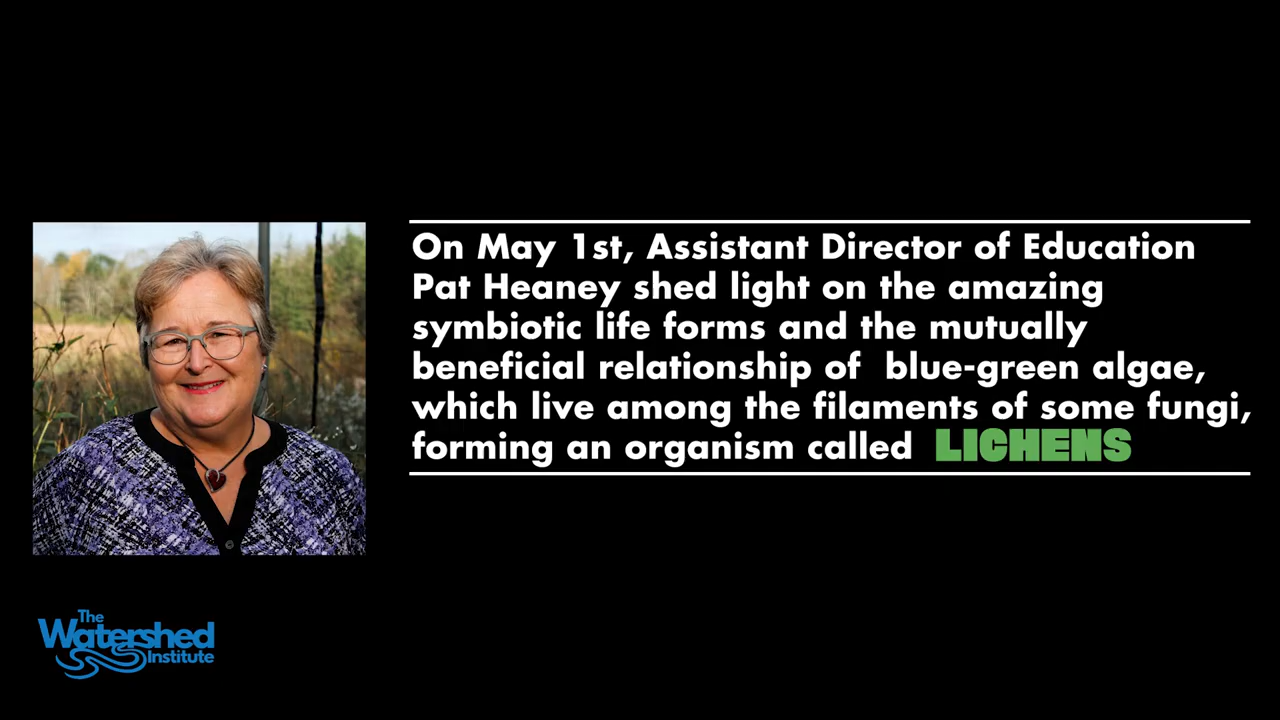 On May 1st, Assistant Director of Education
Pat Heaney shed light on the amazing
symbiotic life forms and the mutually
beneficial relationship of  blue-green algae,
which live among the filaments of some fungi,
forming an organism called LICHENS
The
Watershed
Institute